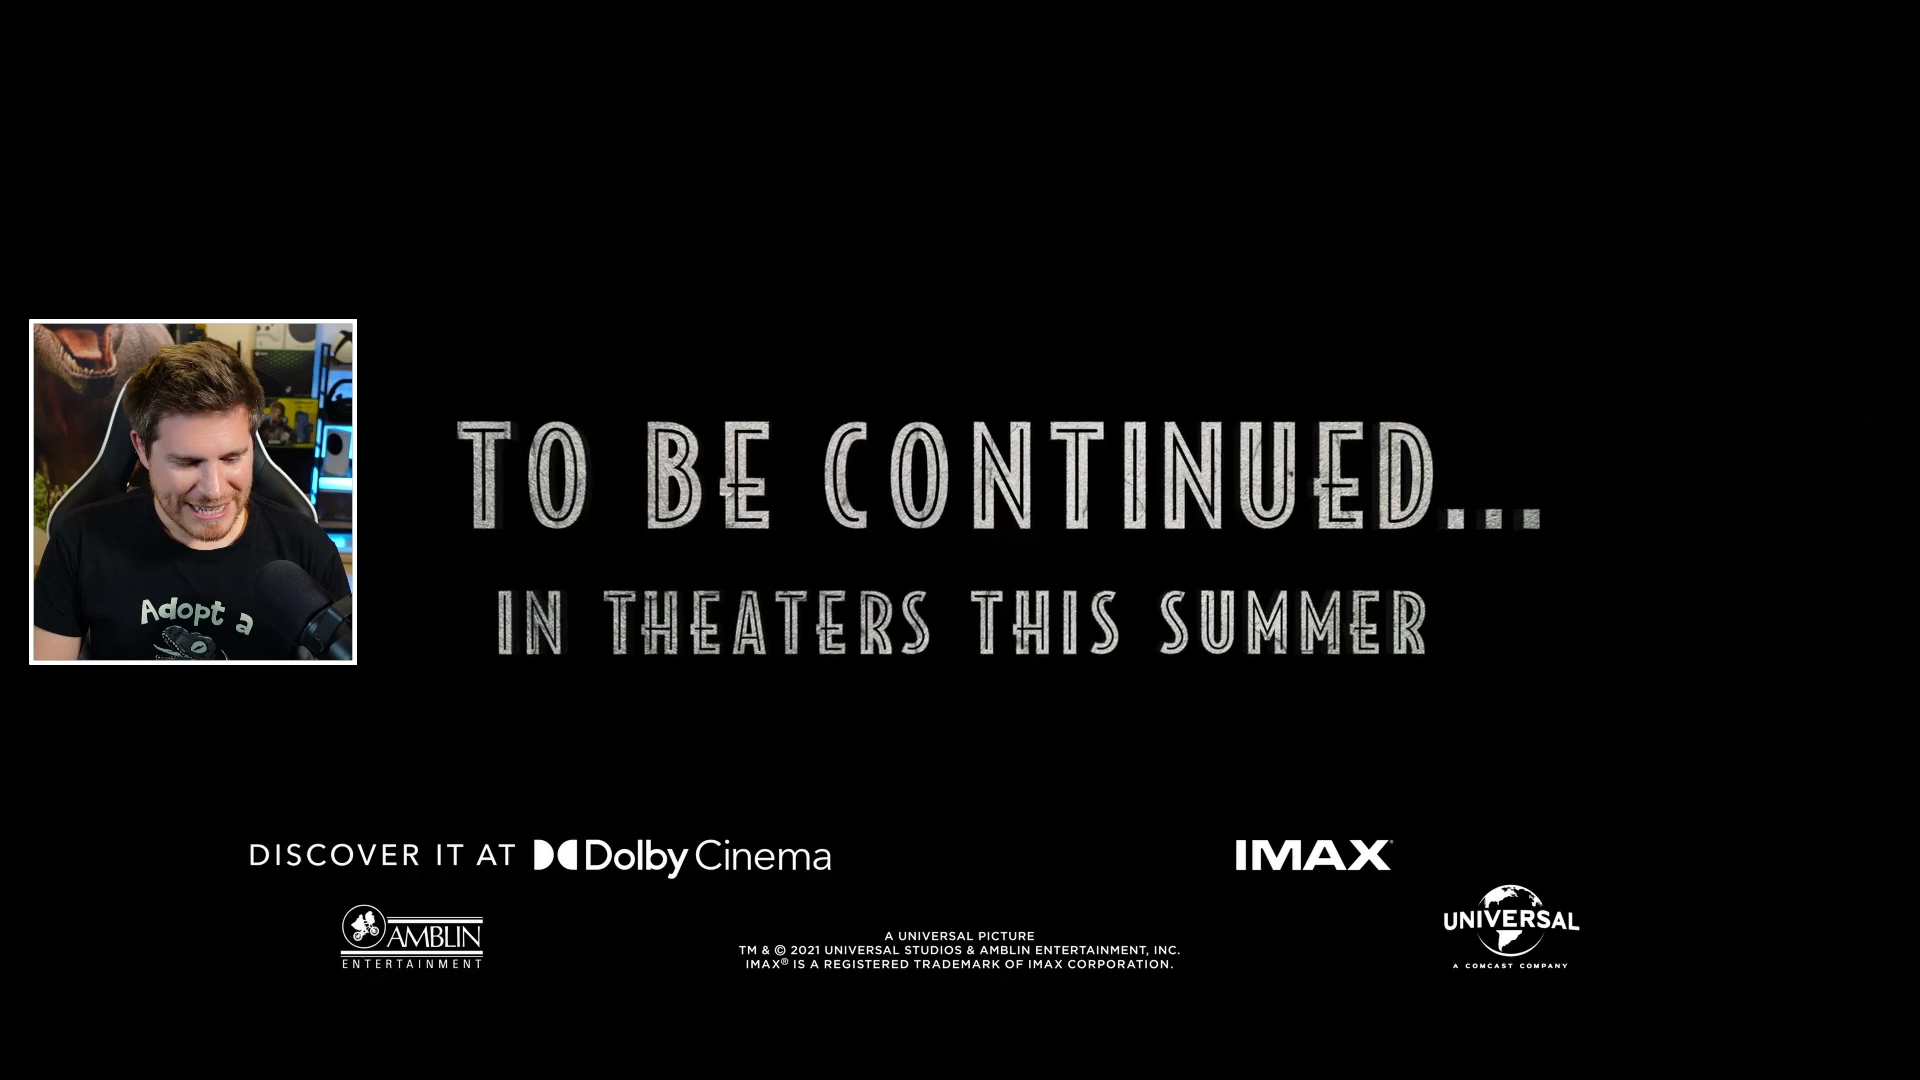 Adopt a
TO BE CONTINUED...
IN THEATERS THIS SUMMER
DISCOVER IT AT Dolby Cinema
IMAX
AMBLIN
ENTERTAINMENT
A UNIVERSAL PICTURE
TM & © 2021 UNIVERSAL STUDIOS & AMBLIN ENTERTAINMENT, INC.
IMAX® IS A REGISTERED TRADEMARK OF IMAX CORPORATION.
UNIVERSAL
A COMCAST COMPANY